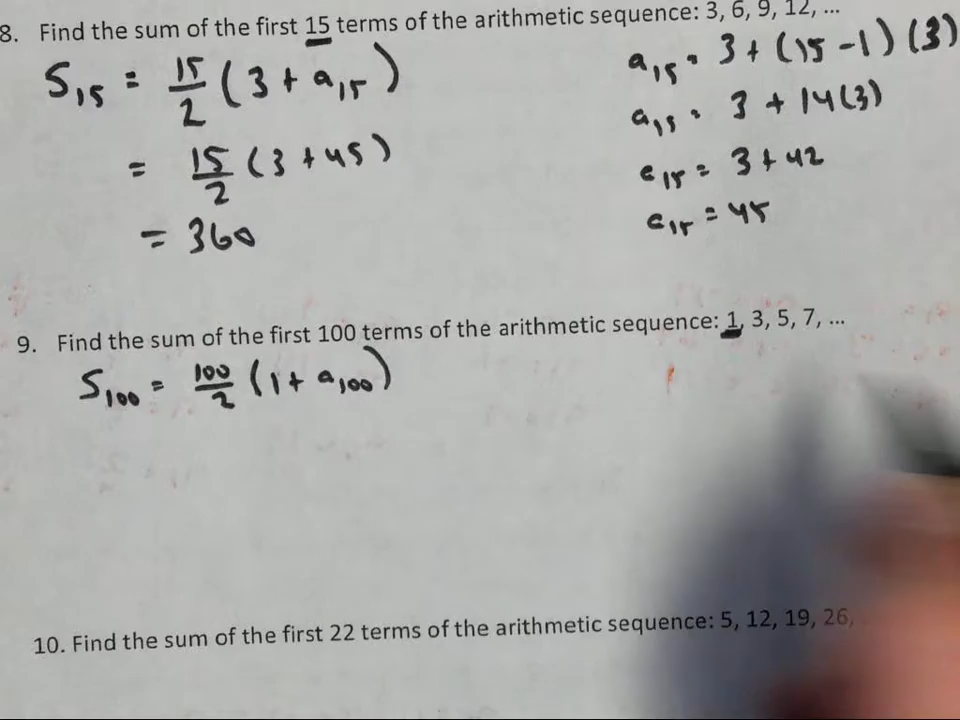 8. Find the sum of the first 15 terms of the arithmetic sequence: 3, 6, 9, 12, ...
S₁₅ = 15/2 (3 + a₁₅)
= 15/2 (3 + 45)
= 360
a₁₅ = 3 + (15 - 1) (3)
a₁₅ = 3 + 14(3)
a₁₅ = 3 + 42
a₁₅ = 45
9. Find the sum of the first 100 terms of the arithmetic sequence: 1, 3, 5, 7, ...
S₁₀₀ = 100/2 (1 + a₁₀₀)
10. Find the sum of the first 22 terms of the arithmetic sequence: 5, 12, 19, 26,